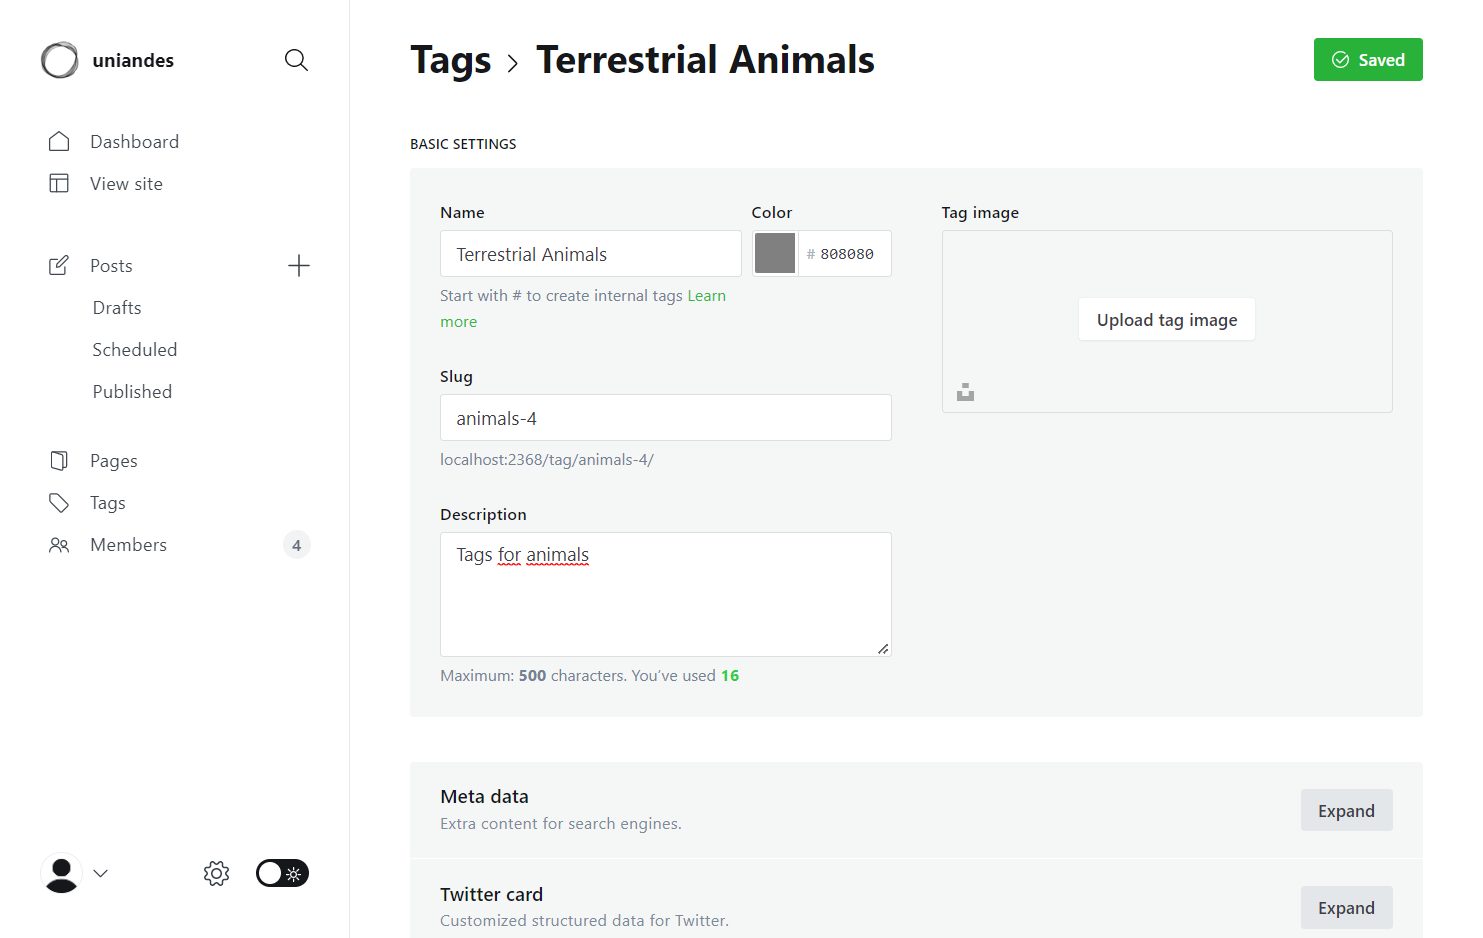 uniandes
Dashboard
View site
Posts
Drafts
Scheduled
Published
Pages
Tags
Members 4
Tags > Terrestrial Animals
Saved
BASIC SETTINGS
Name
Terrestrial Animals
Start with # to create internal tags Learn
more
Color
# 808080
Slug
animals-4
localhost:2368/tag/animals-4/
Description
Tags for animals
Maximum: 500 characters. You’ve used 16
Tag image
Upload tag image
Meta data
Extra content for search engines.
Expand
Twitter card
Customized structured data for Twitter.
Expand